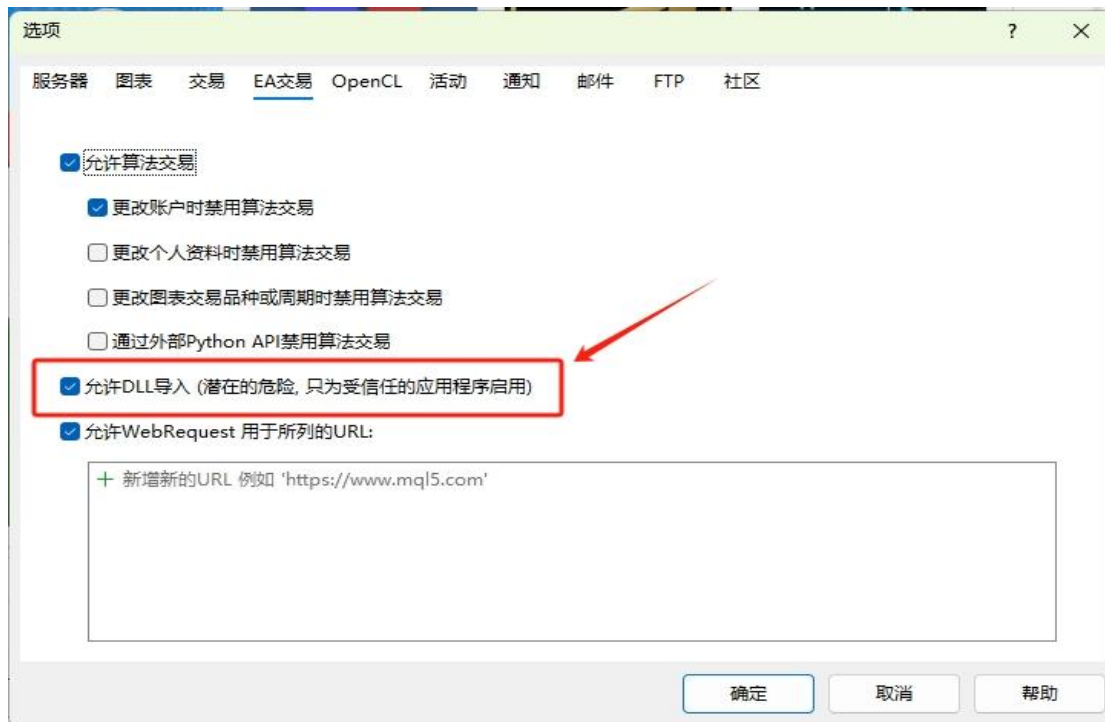 选项
服务器 图表 交易 EA交易 OpenCL 活动 通知 邮件 FTP 社区
允许算法交易
更改账户时禁用算法交易
更改个人资料时禁用算法交易
更改图表交易品种或周期时禁用算法交易
通过外部Python API禁用算法交易
允许DLL导入 (潜在的危险, 只为受信任的应用程序启用)
允许WebRequest 用于所列的URL:
新增新的URL 例如 'https://www.mql5.com'
确定 取消 帮助